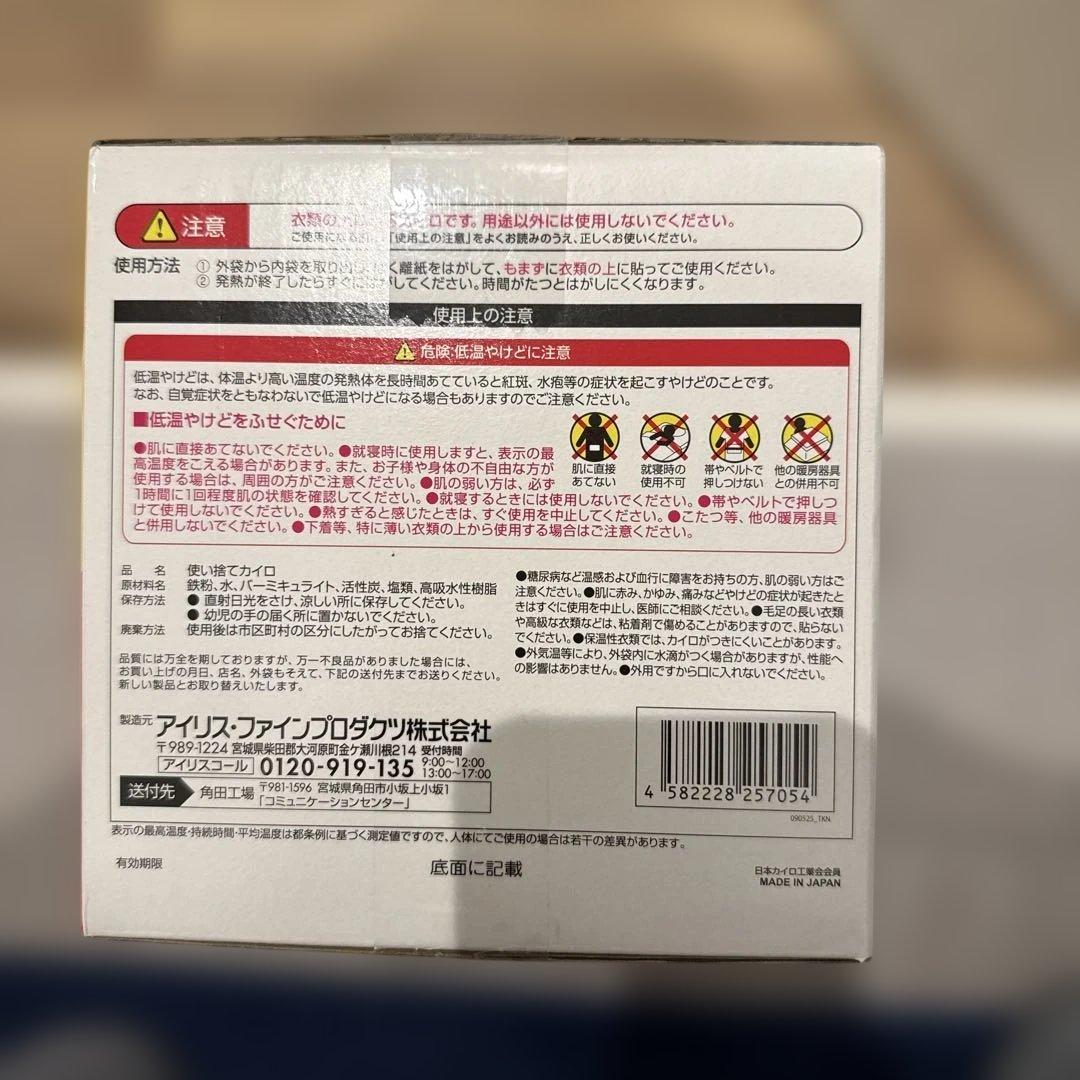 注意
衣類の です。用途以外には使用しないでください。
ご使用に 「使用上の注意」をよくお読みのうえ、正しくお使いください。
使用方法 ① 外袋から内袋を取り 離紙をはがして、もまずに衣類の上に貼ってご使用ください。
② 発熱が終了したらすぐに がしてください。時間がたつとはがしにくくなります。
使用上の注意
危険:低温やけどに注意
低温やけどは、体温より高い温度の発熱体を長時間あてていると紅斑、水疱等の症状を起こすやけどのことです。
なお、自覚症状をともなわないで低温やけどになる場合もありますのでご注意ください。
■低温やけどをふせぐために
●肌に直接あてないでください。●就寝時に使用しますと、表示の最
高温度をこえる場合があります。また、お子様や身体の不自由な方が
使用する場合は、周囲の方がご注意ください。●肌の弱い方は、必ず
1時間に1回程度肌の状態を確認してください。●就寝するときには使用しないでください。●帯やベルトで押しつ
けて使用しないでください。●熱すぎると感じたときは、すぐ使用を中止してください。●こたつ等、他の暖房器具
と併用しないでください。●下着等、特に薄い衣類の上から使用する場合はご注意ください。
肌に直接
あてない
就寝時の
使用不可
帯やベルトで
押しつけない
他の暖房器具
との併用不可
品名 使い捨てカイロ
原材料名 鉄粉、水、バーミキュライト、活性炭、塩類、高吸水性樹脂
保存方法 ● 直射日光をさけ、涼しい所に保存してください。
● 幼児の手の届く所に置かないでください。
廃棄方法 使用後は市区町村の区分にしたがってお捨てください。
品質には万全を期しておりますが、万一不良品がありました場合には、
お買い上げの月日、店名、外袋もそえて、下記の送付先までお送りください。
新しい製品とお取り替えいたします。
●糖尿病など温感および血行に障害をお持ちの方、肌の弱い方はご
注意ください。●肌に赤み、かゆみ、痛みなどやけどの症状が起きたと
きはすぐに使用を中止し、医師にご相談ください。●毛足の長い衣類
や高級な衣類などは、粘着剤で傷めることがありますので、貼らない
でください。●保温性衣類では、カイロがつきにくいことがあります。
●外気温等により、外袋内に水滴がつく場合がありますが、性能へ
の影響はありません。●外用ですから口に入れないでください。
製造元 アイリス・ファインプロダクツ株式会社
〒989-1224 宮城県柴田郡大河原町金ケ瀬川根214 受付時間
アイリスコール 0120-919-135 9:00〜12:00
13:00〜17:00
送付先 角田工場 〒981-1596 宮城県角田市小坂上小坂1
「コミュニケーションセンター」
4 582228 257054
090525_TKN
表示の最高温度・持続時間・平均温度は都条例に基づく測定値ですので、人体にてご使用の場合は若干の差異があります。
有効期限 底面に記載
日本カイロ工業会会員
MADE IN JAPAN